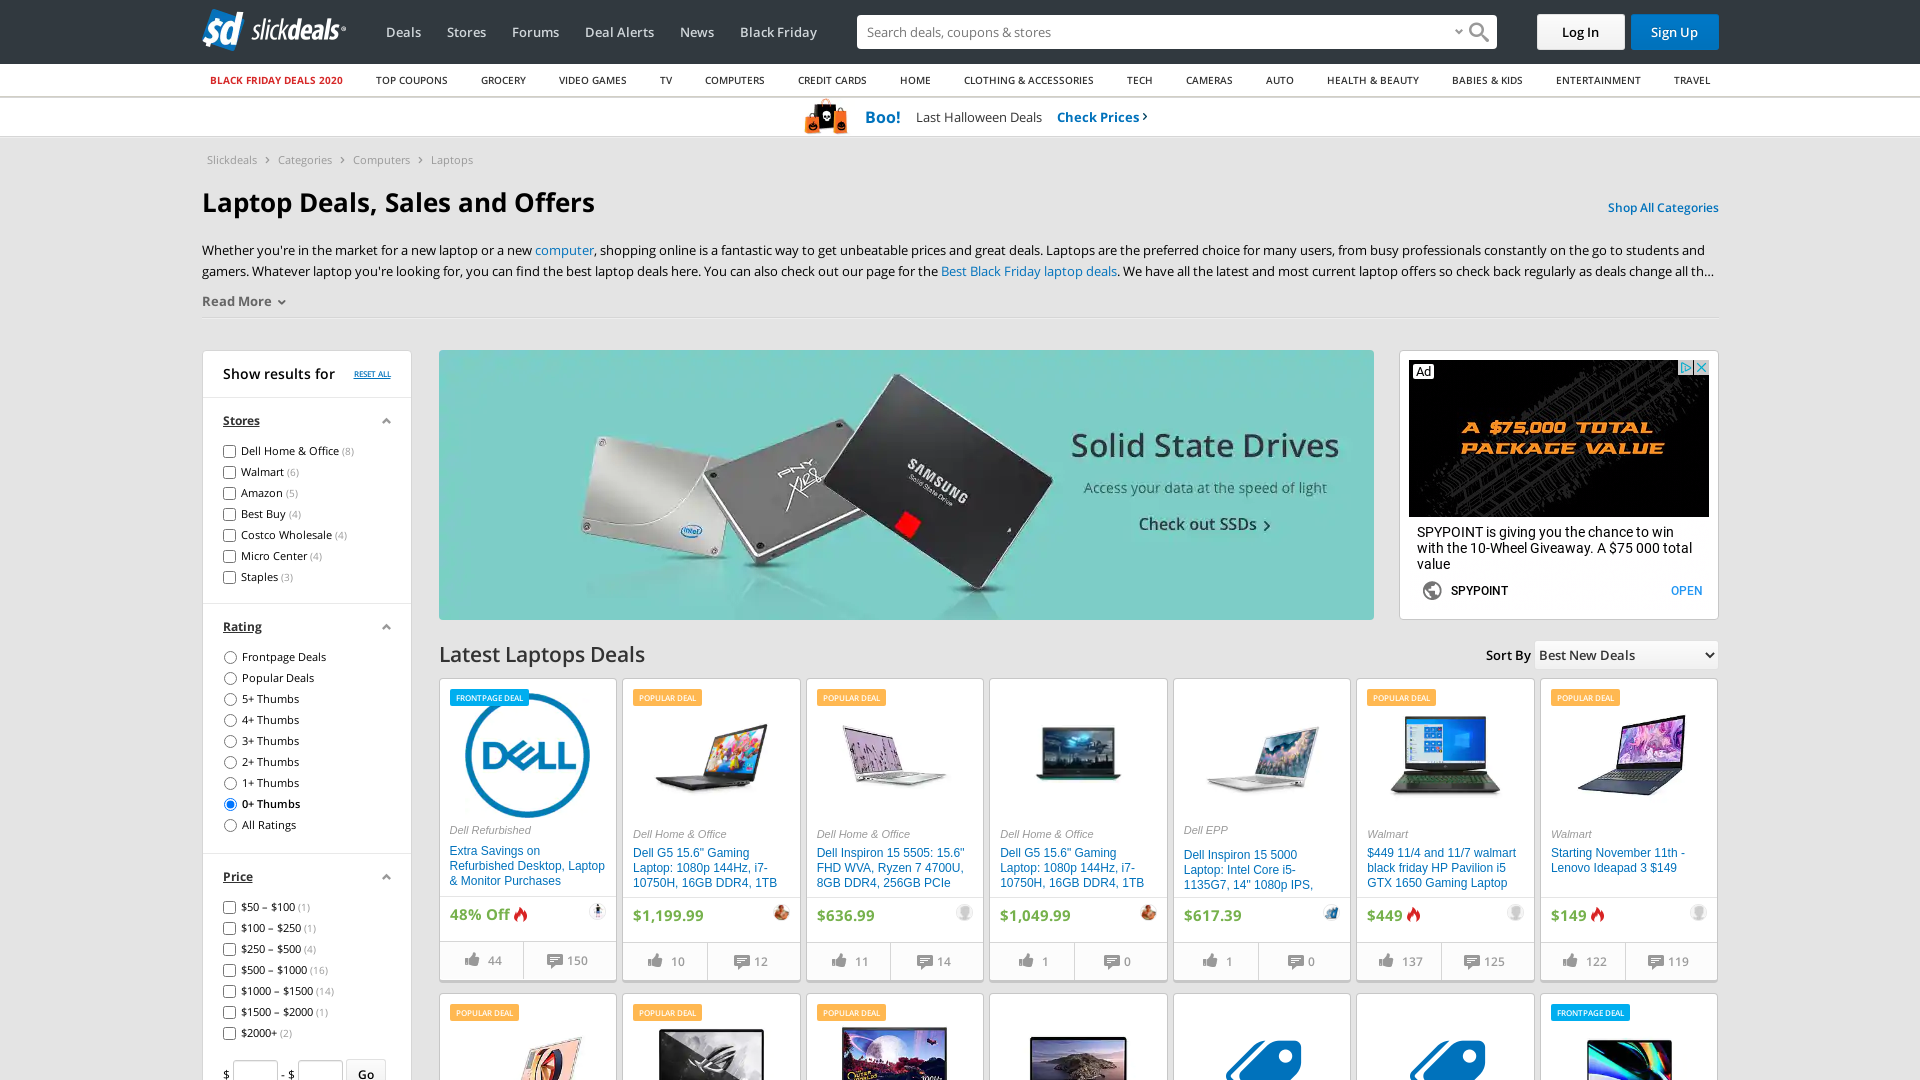 slickdeals
Deals
Stores
Forums
Deal Alerts
News
Black Friday
Search deals, coupons & stores
Log In
Sign Up
BLACK FRIDAY DEALS 2020
TOP COUPONS
GROCERY
VIDEO GAMES
TV
COMPUTERS
CREDIT CARDS
HOME
CLOTHING & ACCESSORIES
TECH
CAMERAS
AUTO
HEALTH & BEAUTY
BABIES & KIDS
ENTERTAINMENT
TRAVEL
Boo! Last Halloween Deals Check Prices
Slickdeals > Categories > Computers > Laptops
Laptop Deals, Sales and Offers
Shop All Categories
Whether you're in the market for a new laptop or a new computer, shopping online is a fantastic way to get unbeatable prices and great deals. Laptops are the preferred choice for many users, from busy professionals constantly on the go to students and
gamers. Whatever laptop you're looking for, you can find the best laptop deals here. You can also check out our page for the Best Black Friday laptop deals. We have all the latest and most current laptop offers so check back regularly as deals change all th...
Read More
Show results for
RESET ALL
Stores
Dell Home & Office (8)
Walmart (6)
Amazon (5)
Best Buy (4)
Costco Wholesale (4)
Micro Center (4)
Staples (3)
Rating
Frontpage Deals
Popular Deals
5+ Thumbs
4+ Thumbs
3+ Thumbs
2+ Thumbs
1+ Thumbs
0+ Thumbs
All Ratings
Price
$50 – $100 (1)
$100 – $250 (1)
$250 – $500 (4)
$500 – $1000 (16)
$1000 – $1500 (14)
$1500 – $2000 (1)
$2000+ (2)
$ - $ Go
intel
PNY
SAMSUNG
Solid State Drive
Solid State Drives
Access your data at the speed of light
Check out SSDs >
Ad
A $75,000 TOTAL
PACKAGE VALUE
SPYPOINT is giving you the chance to win
with the 10-Wheel Giveaway. A $75 000 total
value
SPYPOINT
OPEN
Latest Laptops Deals
Sort By Best New Deals
FRONTPAGE DEAL
DELL
Dell Refurbished
Extra Savings on
Refurbished Desktop, Laptop
& Monitor Purchases
48% Off
44
150
POPULAR DEAL
Dell Home & Office
Dell G5 15.6" Gaming
Laptop: 1080p 144Hz, i7-
10750H, 16GB DDR4, 1TB
$1,199.99
10
12
POPULAR DEAL
Dell Home & Office
Dell Inspiron 15 5505: 15.6"
FHD WVA, Ryzen 7 4700U,
8GB DDR4, 256GB PCIe
$636.99
11
14
Dell Home & Office
Dell G5 15.6" Gaming
Laptop: 1080p 144Hz, i7-
10750H, 16GB DDR4, 1TB
$1,049.99
1
0
Dell EPP
Dell Inspiron 15 5000
Laptop: Intel Core i5-
1135G7, 14" 1080p IPS,
$617.39
1
0
POPULAR DEAL
Walmart
$449 11/4 and 11/7 walmart
black friday HP Pavilion i5
GTX 1650 Gaming Laptop
$449
137
125
POPULAR DEAL
Walmart
Starting November 11th -
Lenovo Ideapad 3 $149
$149
122
119
POPULAR DEAL
POPULAR DEAL
POPULAR DEAL
FRONTPAGE DEAL